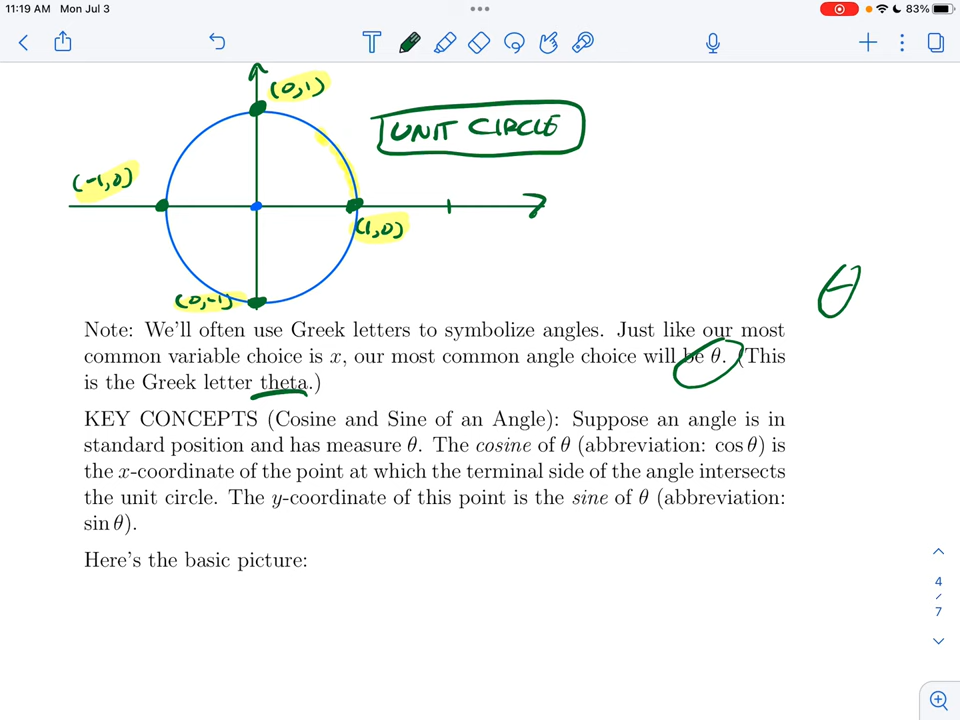 11:19 AM Mon Jul 3
83%
T
(0,1)
UNIT CIRCLE
(-1,0)
(1,0)
(0,-1)
θ
Note: We'll often use Greek letters to symbolize angles. Just like our most
common variable choice is x, our most common angle choice will be θ. (This
is the Greek letter theta.)
KEY CONCEPTS (Cosine and Sine of an Angle): Suppose an angle is in
standard position and has measure θ. The cosine of θ (abbreviation: cos θ) is
the x-coordinate of the point at which the terminal side of the angle intersects
the unit circle. The y-coordinate of this point is the sine of θ (abbreviation:
sin θ).
Here's the basic picture:
4
/
7